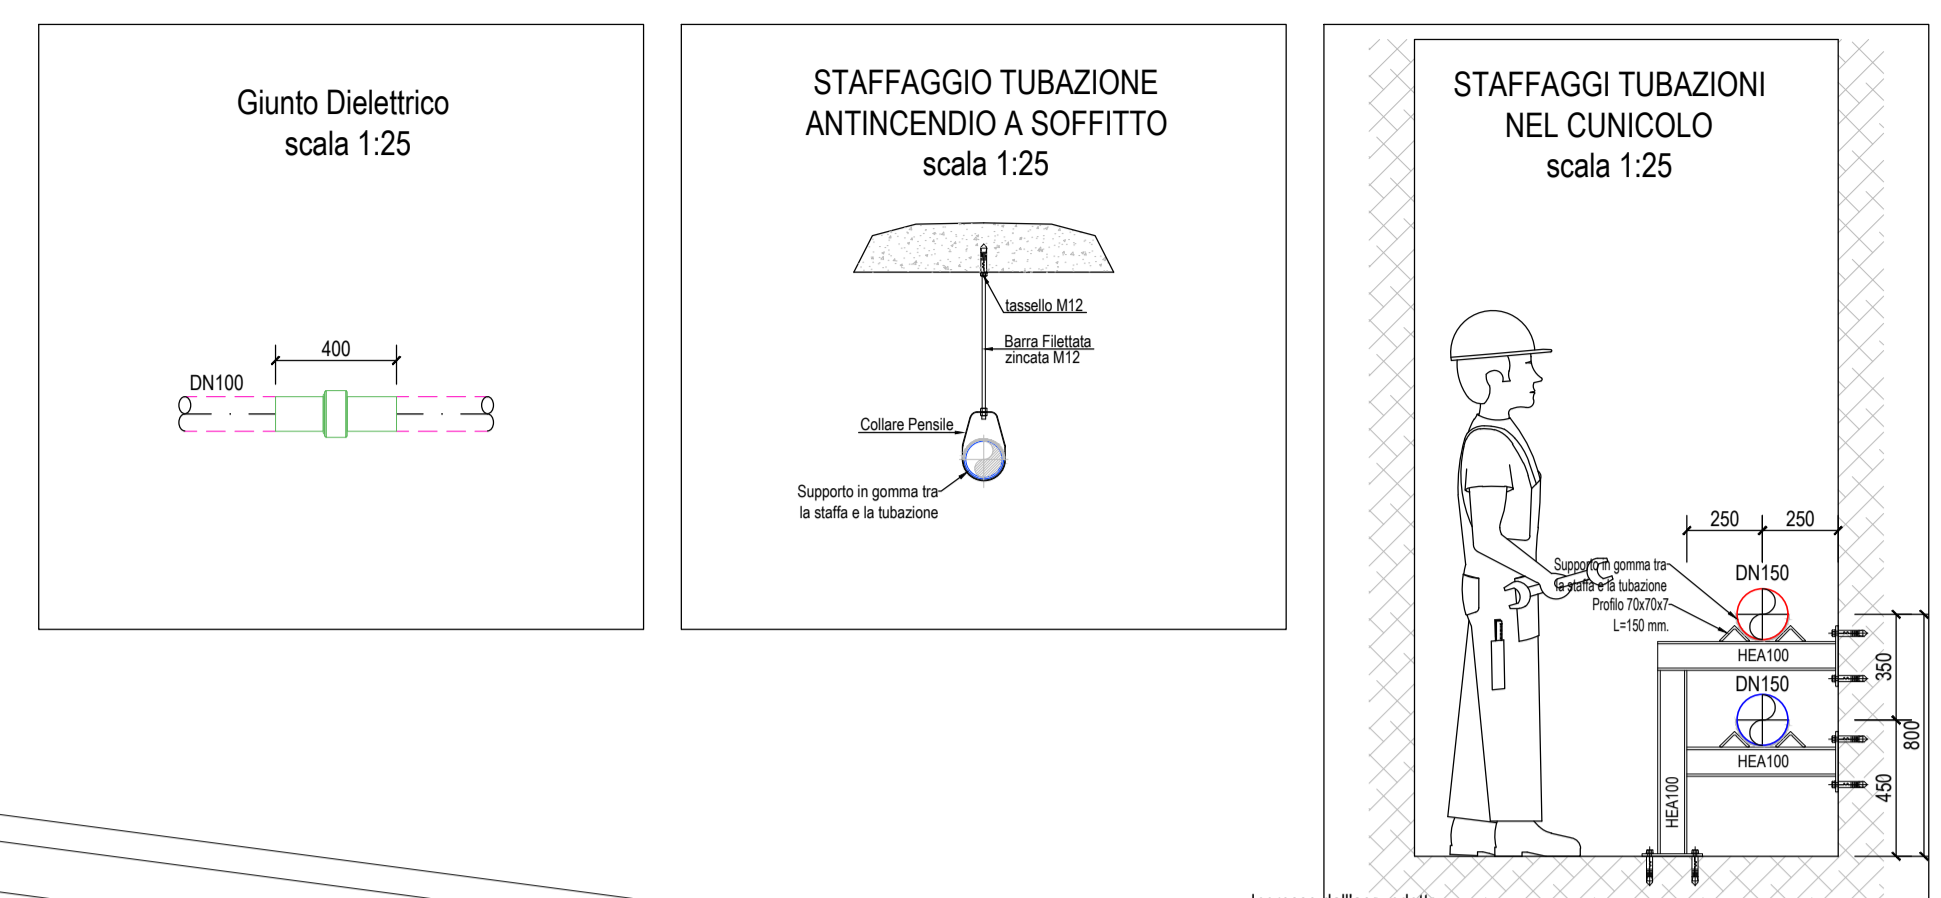 Giunto Dielettrico
scala 1:25
400
DN100
STAFFAGGIO TUBAZIONE
ANTINCENDIO A SOFFITTO
scala 1:25
tassello M12
Barra Filettata
zincata M12
Collare Pensile
Supporto in gomma tra
la staffa e la tubazione
STAFFAGGI TUBAZIONI
NEL CUNICOLO
scala 1:25
250
250
Supporto in gomma tra
la staffa e la tubazione
Profilo 70x70x7
L=150 mm.
DN150
HEA100
DN150
HEA100
HEA100
350
800
450